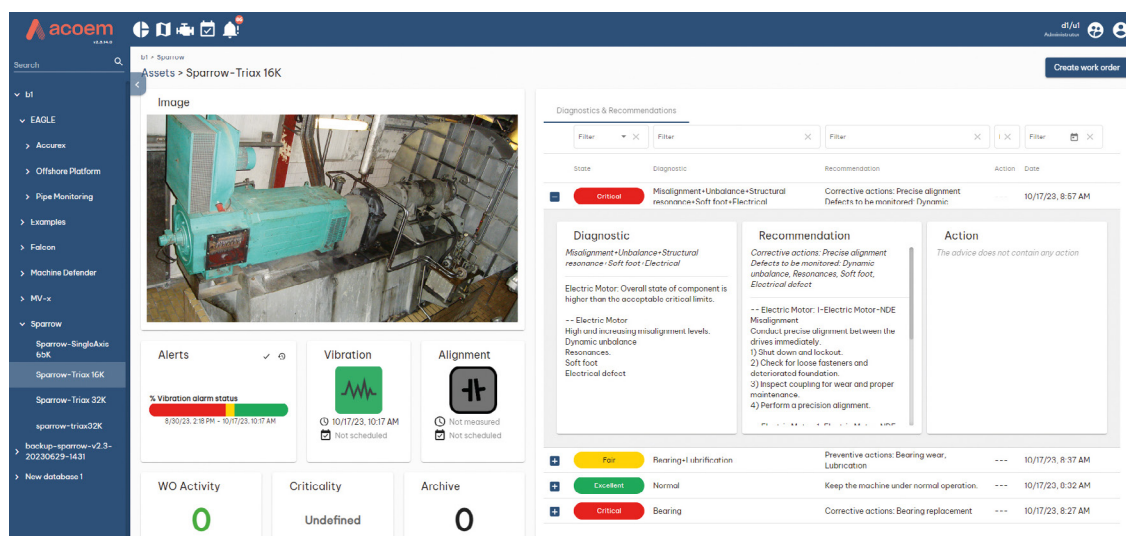 acoem
v2.3.14.0
86
d1/u1
Administrator
Search
b1
EAGLE
Accurex
Offshore Platform
Pipe Monitoring
Examples
Falcon
Machine Defender
MV-x
Sparrow
Sparrow-SingleAxis
65K
Sparrow-Triax 16K
Sparrow-Triax 32K
sparrow-triax32K
backup-sparrow-v2.3-
20230629-1431
New database 1
b1 > Sparrow
Assets > Sparrow-Triax 16K
Create work order
Image
Alerts
% Vibration alarm status
8/30/23, 2:18 PM - 10/17/23, 10:17 AM
Vibration
10/17/23, 10:17 AM
Not scheduled
Alignment
Not measured
Not scheduled
WO Activity
0
Criticality
Undefined
Archive
0
Diagnostics & Recommendations
Filter
Filter
Filter
Filter
State Diagnostic Recommendation Action Date
Critical
Misalignment+Unbalance+Structural
resonance+Soft foot+Electrical
Corrective actions: Precise alignment
Defects to be monitored: Dynamic
10/17/23, 8:57 AM
Diagnostic
Misalignment+Unbalance+Structural
resonance+Soft foot+Electrical
Electric Motor: Overall state of component is
higher than the acceptable critical limits.
-- Electric Motor
High and increasing misalignment levels.
Dynamic unbalance
Resonances.
Soft foot
Electrical defect
Recommendation
Corrective actions: Precise alignment
Defects to be monitored: Dynamic
unbalance, Resonances, Soft foot,
Electrical defect
-- Electric Motor: 1-Electric Motor-NDE
Misalignment
Conduct precise alignment between the
drives immediately.
1) Shut down and lockout.
2) Check for loose fasteners and
deteriorated foundation.
3) Inspect coupling for wear and proper
maintenance.
4) Perform a precision alignment.
Action
The advice does not contain any action
Fair
Bearing+Lubrification
Preventive actions: Bearing wear,
Lubrication
--- 10/17/23, 8:37 AM
Excellent
Normal
Keep the machine under normal operation.
--- 10/17/23, 8:32 AM
Critical
Bearing
Corrective actions: Bearing replacement
--- 10/17/23, 8:27 AM